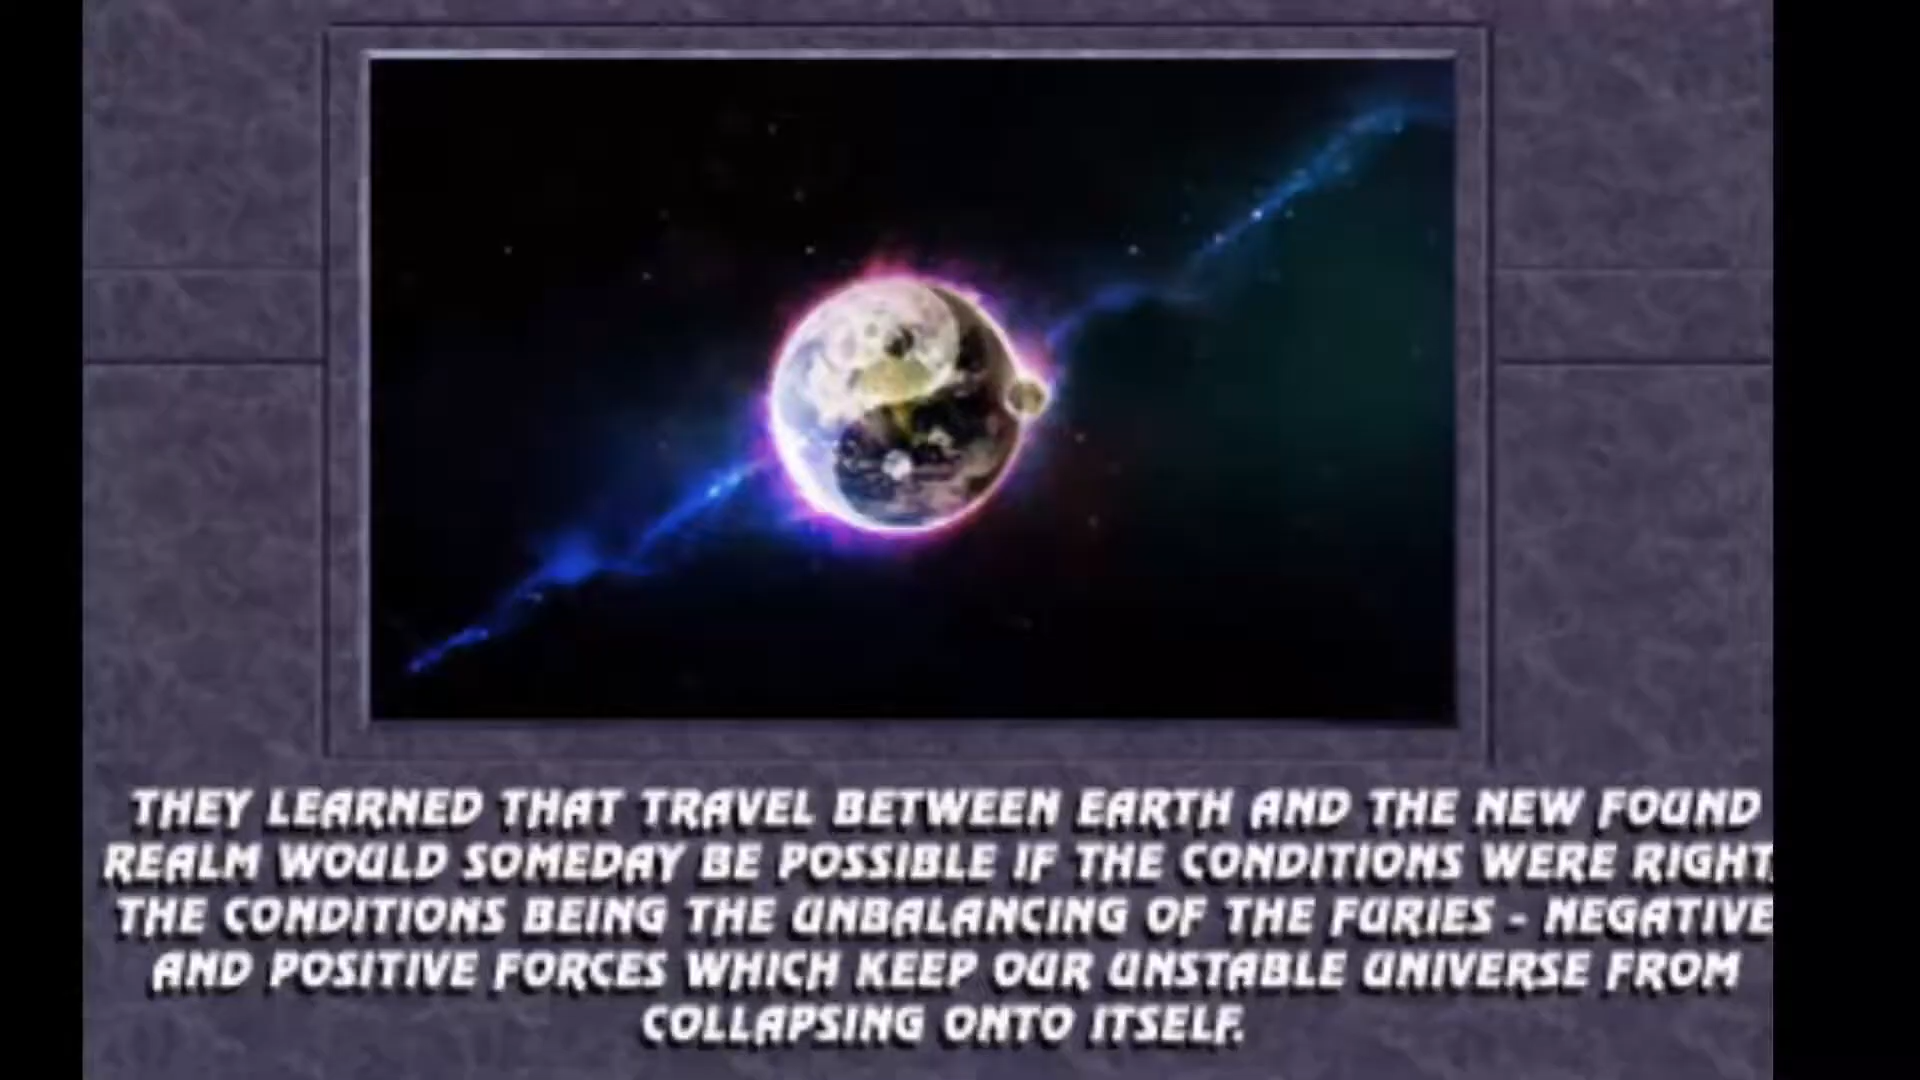 THEY LEARNED THAT TRAVEL BETWEEN EARTH AND THE NEW FOUND
REALM WOULD SOMEDAY BE POSSIBLE IF THE CONDITIONS WERE RIGHT.
THE CONDITIONS BEING THE UNBALANCING OF THE FURIES - NEGATIVE
AND POSITIVE FORCES WHICH KEEP OUR UNSTABLE UNIVERSE FROM
COLLAPSING ONTO ITSELF.